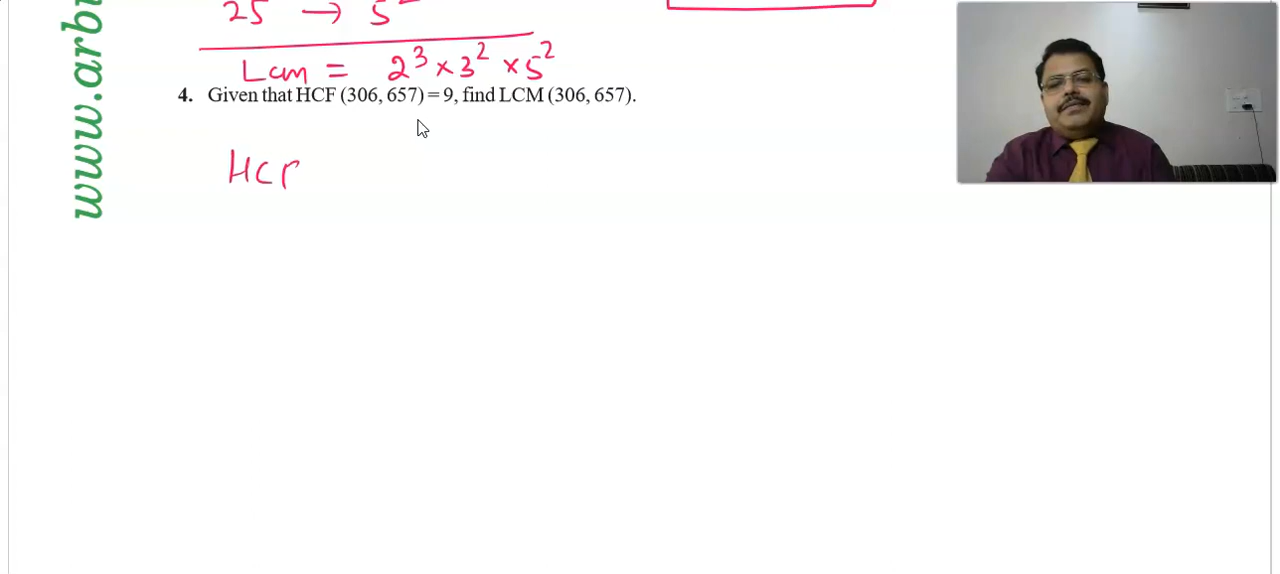 25 → 5
Lcm = 2³ × 3² × 5²
4. Given that HCF (306, 657) = 9, find LCM (306, 657).
HCF
www.arb